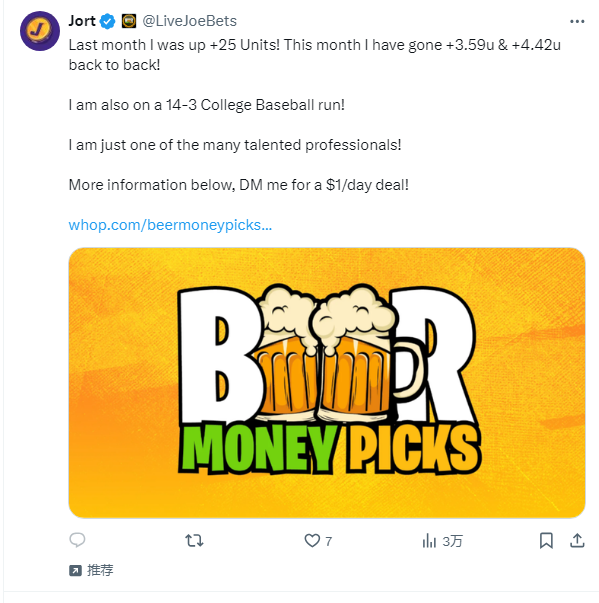 Jort @LiveJoeBets
Last month I was up +25 Units! This month I have gone +3.59u & +4.42u
back to back!
I am also on a 14-3 College Baseball run!
I am just one of the many talented professionals!
More information below, DM me for a $1/day deal!
whop.com/beermoneypicks...
BEER
MONEY PICKS
7 3万
推荐